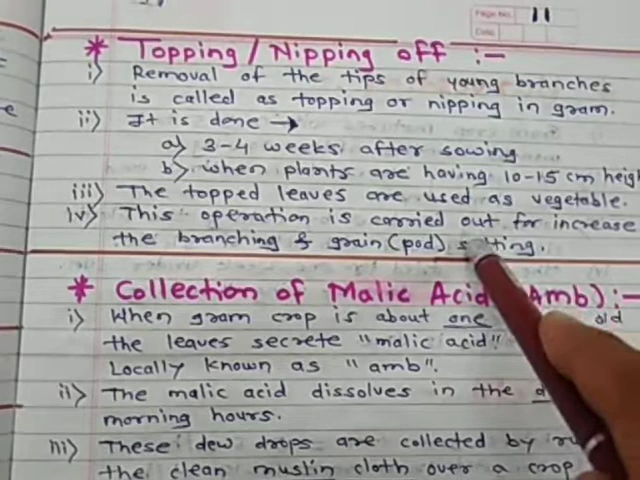 Page No. 11
Date
* Topping / Nipping off :-
i) Removal of the tips of young branches
is called as topping or nipping in gram.
ii) It is done →
a) 3-4 weeks after sowing
b) when plants are having 10-15 cm heigh
iii) The topped leaves are used as vegetable.
iv) This operation is carried out for increase
the branching & grain (pod) setting.
* Collection of Malic Acid (Amb) :-
i) When gram crop is about one old
the leaves secrete "malic acid".
Locally known as "amb".
ii) The malic acid dissolves in the
morning hours.
iii) These dew drops are collected by
the clean muslin cloth over a crop